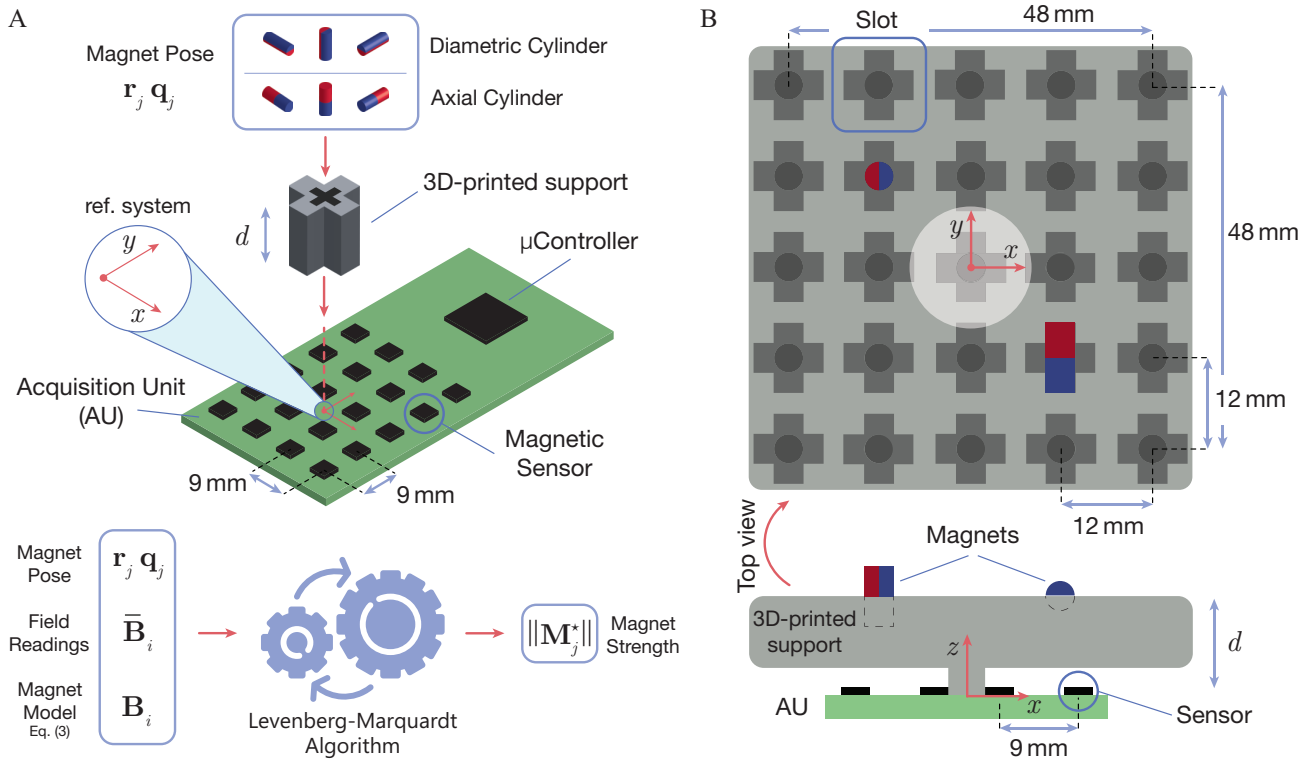 A
Magnet Pose
r_j q_j
Diametric Cylinder
Axial Cylinder
3D-printed support
d
ref. system
y
x
µController
Acquisition Unit
(AU)
Magnetic
Sensor
9 mm
9 mm
Magnet
Pose
r_j q_j
Field
Readings
B̅_i
Magnet
Model
Eq. (3)
B_i
Levenberg-Marquardt
Algorithm
||M_j^⋆||
Magnet
Strength
B
Slot
48 mm
y
x
48 mm
12 mm
12 mm
Top view
Magnets
3D-printed
support
z
x
d
AU
Sensor
9 mm